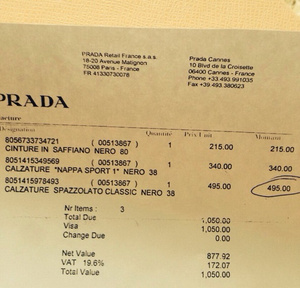 PRADA Retail France s.a.s.
18-20 Avenue Malignon
75008 Paris - France
FR 41330730078
Prada Cannes
10 Blvd de la Croisette
06400 Cannes - France
Phone +33.493.991035
Fax +39.493.380623
PRADA
Facture
Designation Quantité Prix Unit Montant
8056733734721 ( 00513867 ) 1 215.00 215.00
CINTURE IN SAFFIANO NERO 80
8051415349569 ( 00513867 ) 1 340.00 340.00
CALZATURE "NAPPA SPORT 1" NERO 38
8051415978493 ( 00513867 ) 1 495.00 495.00
CALZATURE SPAZZOLATO CLASSIC NERO 38
Nr Items : 3
Total Due 1,050.00
Visa 1,050.00
Change Due 0.00
Net Value 877.92
VAT 19.6% 172.07
Total Value 1,050.00